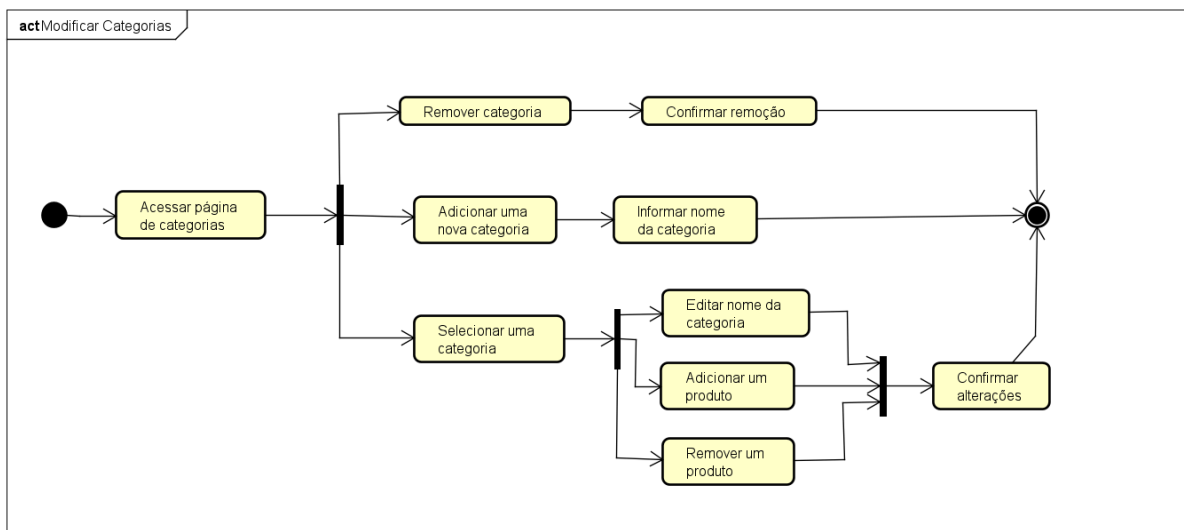 act Modificar Categorias
Remover categoria
Confirmar remoção
Acessar página
de categorias
Adicionar uma
nova categoria
Informar nome
da categoria
Selecionar uma
categoria
Editar nome da
categoria
Adicionar um
produto
Remover um
produto
Confirmar
alterações